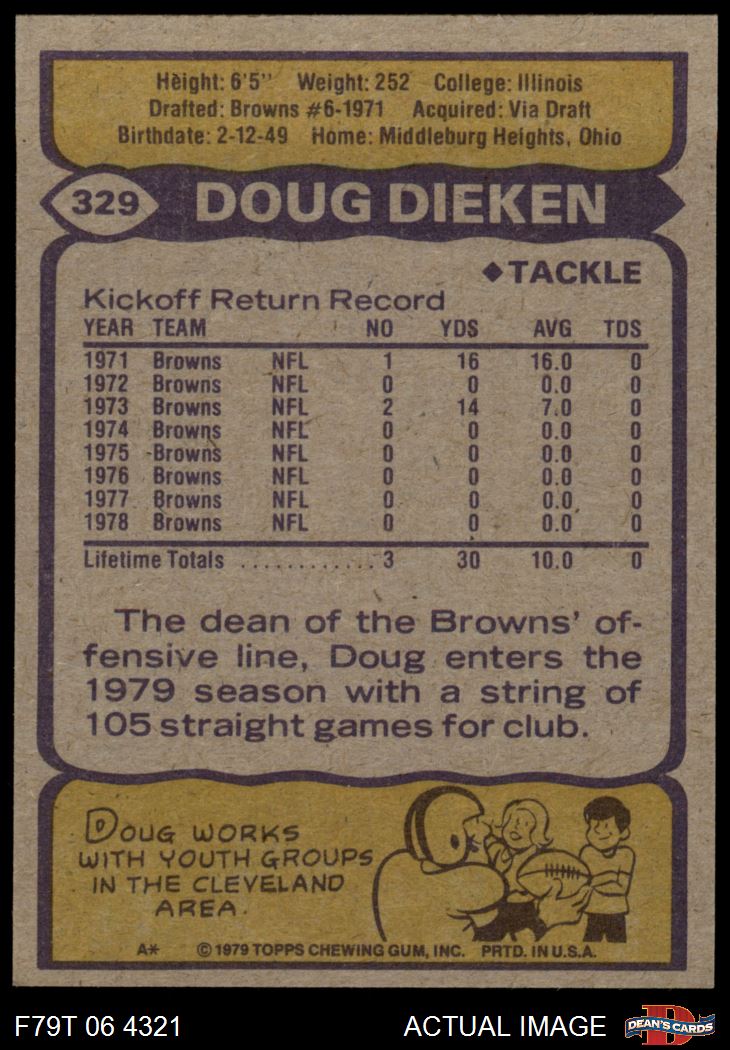 Height: 6'5" Weight: 252 College: Illinois
Drafted: Browns #6-1971 Acquired: Via Draft
Birthdate: 2-12-49 Home: Middleburg Heights, Ohio
329 DOUG DIEKEN
◆TACKLE
Kickoff Return Record
YEAR TEAM NO YDS AVG TDS
1971 Browns NFL 1 16 16.0 0
1972 Browns NFL 0 0 0.0 0
1973 Browns NFL 2 14 7.0 0
1974 Browns NFL 0 0 0.0 0
1975 Browns NFL 0 0 0.0 0
1976 Browns NFL 0 0 0.0 0
1977 Browns NFL 0 0 0.0 0
1978 Browns NFL 0 0 0.0 0
Lifetime Totals ............ 3 30 10.0 0
The dean of the Browns' of-
fensive line, Doug enters the
1979 season with a string of
105 straight games for club.
DOUG WORKS
WITH YOUTH GROUPS
IN THE CLEVELAND
AREA.
A* © 1979 TOPPS CHEWING GUM, INC. PRTD. IN U.S.A.
F79T 06 4321 ACTUAL IMAGE D DEAN'S CARDS